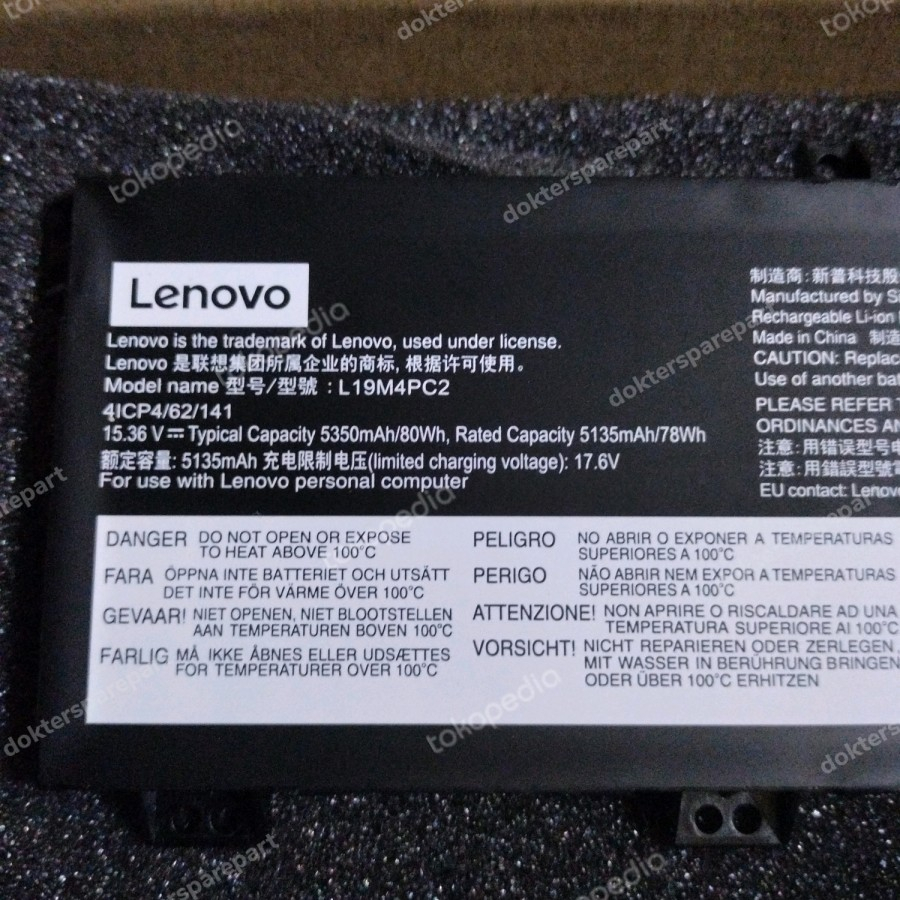 Lenovo
Lenovo is the trademark of Lenovo, used under license.
Lenovo 是联想集团所属企业的商标, 根据许可使用。
Model name 型号/型號 : L19M4PC2
4ICP4/62/141
15.36 V⎓Typical Capacity 5350mAh/80Wh, Rated Capacity 5135mAh/78Wh
额定容量: 5135mAh 充电限制电压(limited charging voltage): 17.6V
For use with Lenovo personal computer
制造商: 新普科技股
Manufactured by
Rechargeable Li-ion
Made in China 制造
CAUTION: Replac
Use of another bat
PLEASE REFER
ORDINANCES AN
注意: 用错误型号
注意: 用錯誤型號
EU contact: Lenovo
DANGER DO NOT OPEN OR EXPOSE
TO HEAT ABOVE 100°C
FARA ÖPPNA INTE BATTERIET OCH UTSÄTT
DET INTE FÖR VÄRME ÖVER 100°C
GEVAAR! NIET OPENEN, NIET BLOOTSTELLEN
AAN TEMPERATUREN BOVEN 100°C
FARLIG MÅ IKKE ÅBNES ELLER UDSÆTTES
FOR TEMPERATURER OVER 100°C
PELIGRO NO ABRIR O EXPONER A TEMPERATURAS
SUPERIORES A 100°C
PERIGO NÃO ABRIR NEM EXPOR A TEMPERATURAS
SUPERIORES A 100°C
ATTENZIONE! NON APRIRE O RISCALDARE AD UNA
TEMPERATURA SUPERIORE AI 100°C
VORSICHT! NICHT REPARIEREN ODER ZERLEGEN,
MIT WASSER IN BERÜHRUNG BRINGEN
ODER ÜBER 100°C ERHITZEN
tokopedia
doktersparepart